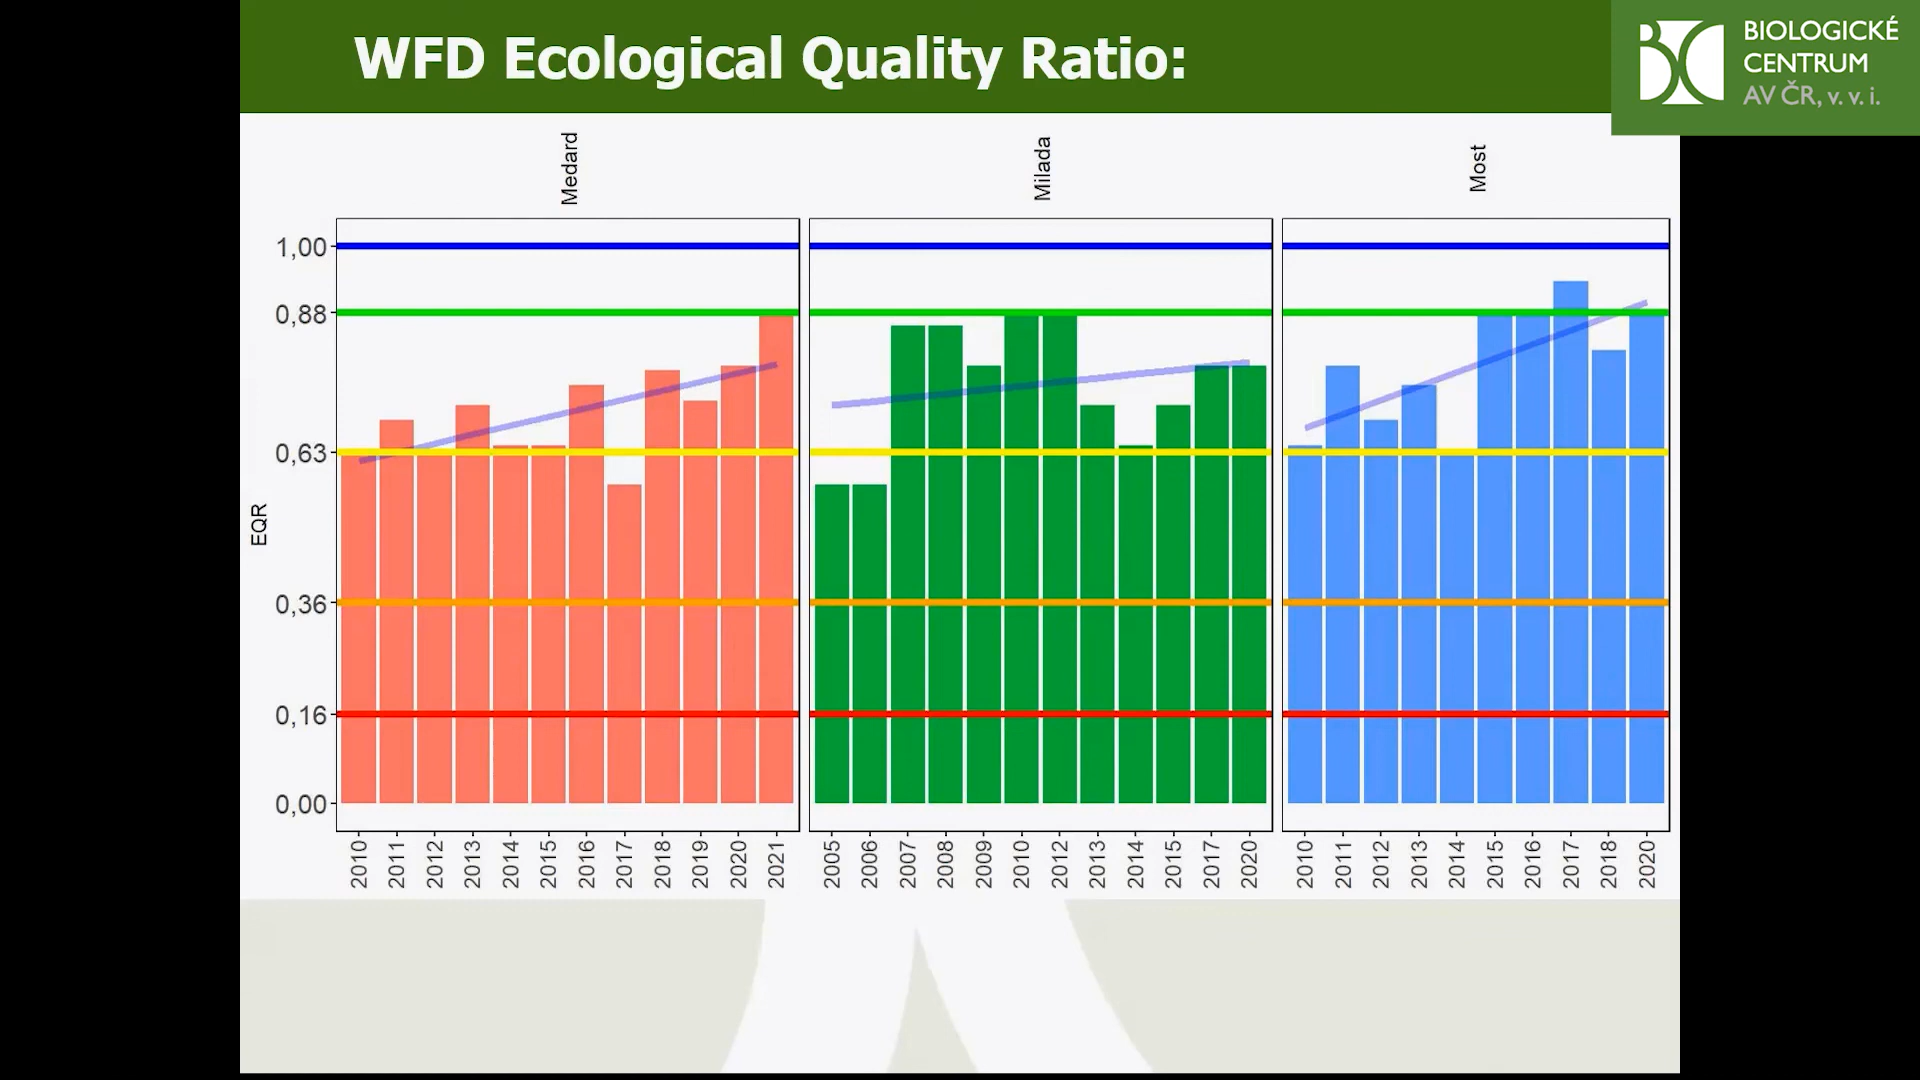 WFD Ecological Quality Ratio:
BIOLOGICKÉ
CENTRUM
AV ČR, v. v. i.
Medard
Milada
Most
EQR
1,00
0,88
0,63
0,36
0,16
0,00
2010 2011 2012 2013 2014 2015 2016 2017 2018 2019 2020 2021
2005 2006 2007 2008 2009 2010 2012 2013 2014 2015 2017 2020
2010 2011 2012 2013 2014 2015 2016 2017 2018 2020